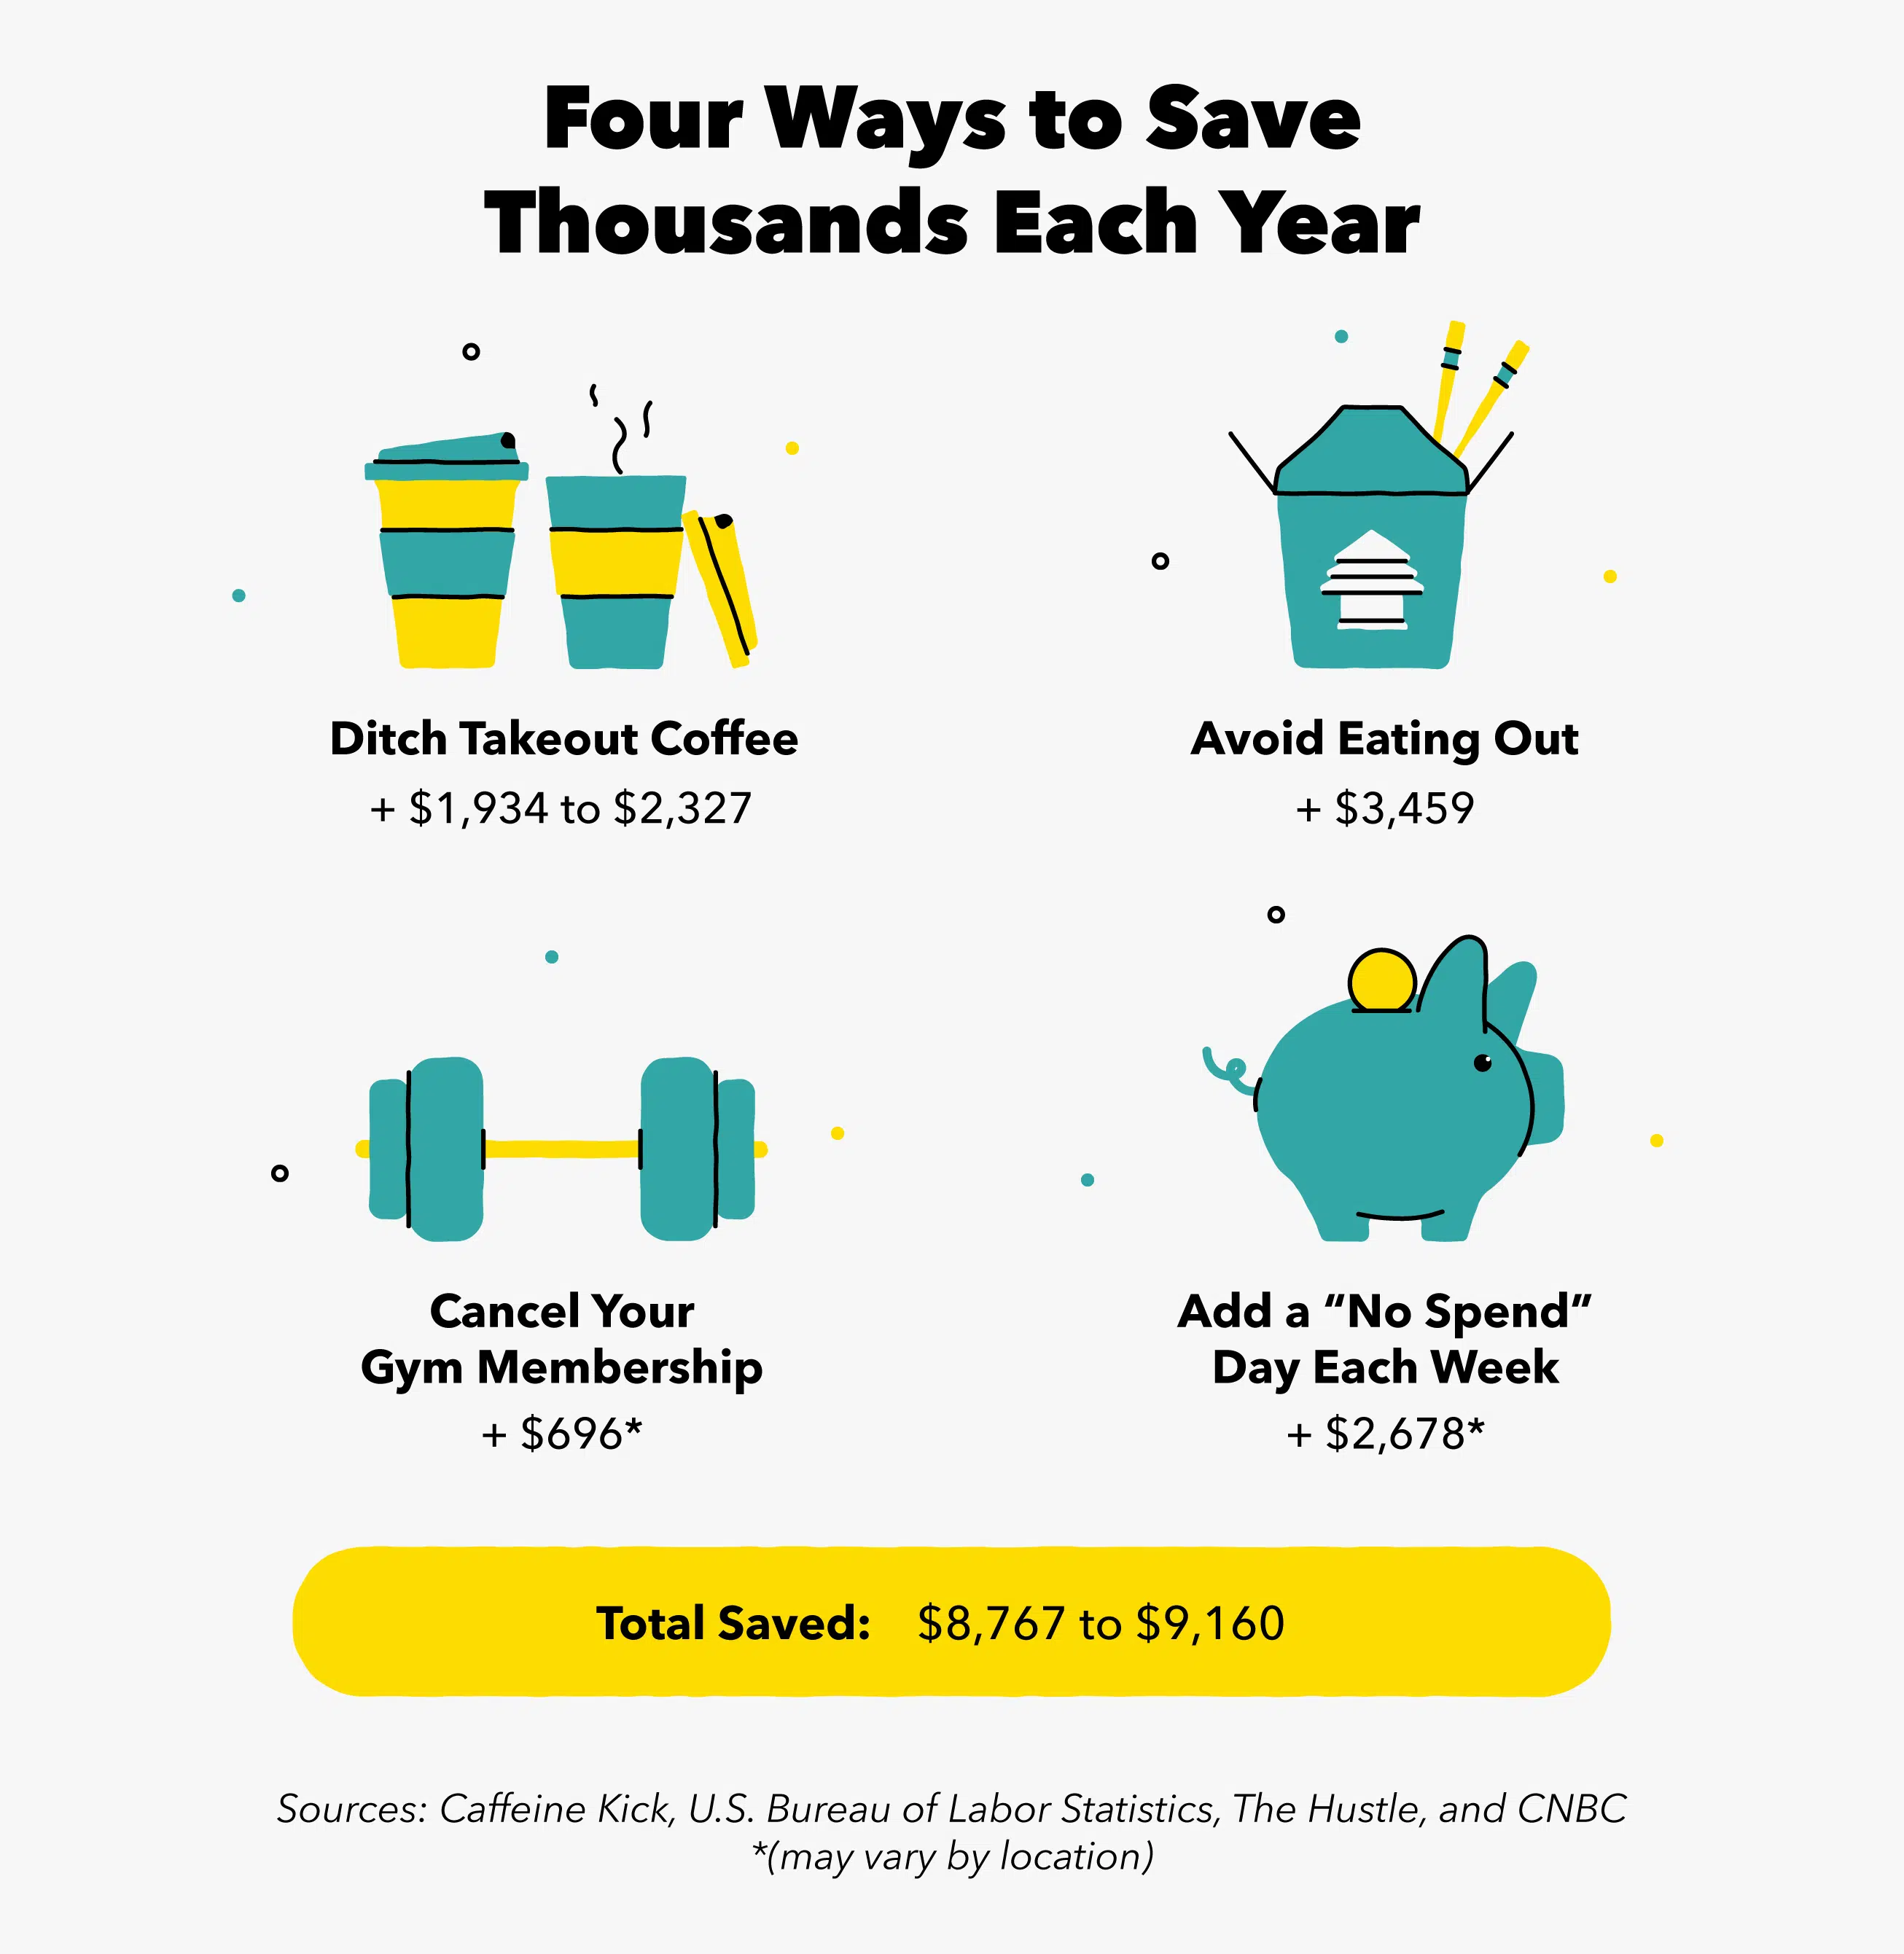 Four Ways to Save
Thousands Each Year
Ditch Takeout Coffee
+ $1,934 to $2,327
Avoid Eating Out
+ $3,459
Cancel Your
Gym Membership
+ $696*
Add a “No Spend”
Day Each Week
+ $2,678*
Total Saved: $8,767 to $9,160
Sources: Caffeine Kick, U.S. Bureau of Labor Statistics, The Hustle, and CNBC
*(may vary by location)